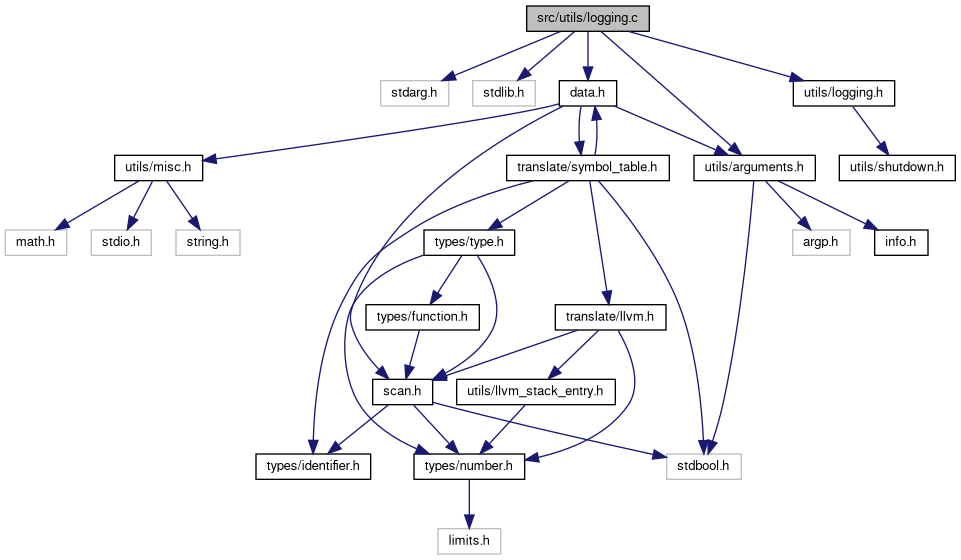 src/utils/logging.c
stdarg.h
stdlib.h
data.h
utils/logging.h
utils/misc.h
translate/symbol_table.h
utils/arguments.h
utils/shutdown.h
math.h
stdio.h
string.h
types/type.h
argp.h
info.h
types/function.h
translate/llvm.h
scan.h
utils/llvm_stack_entry.h
types/identifier.h
types/number.h
stdbool.h
limits.h